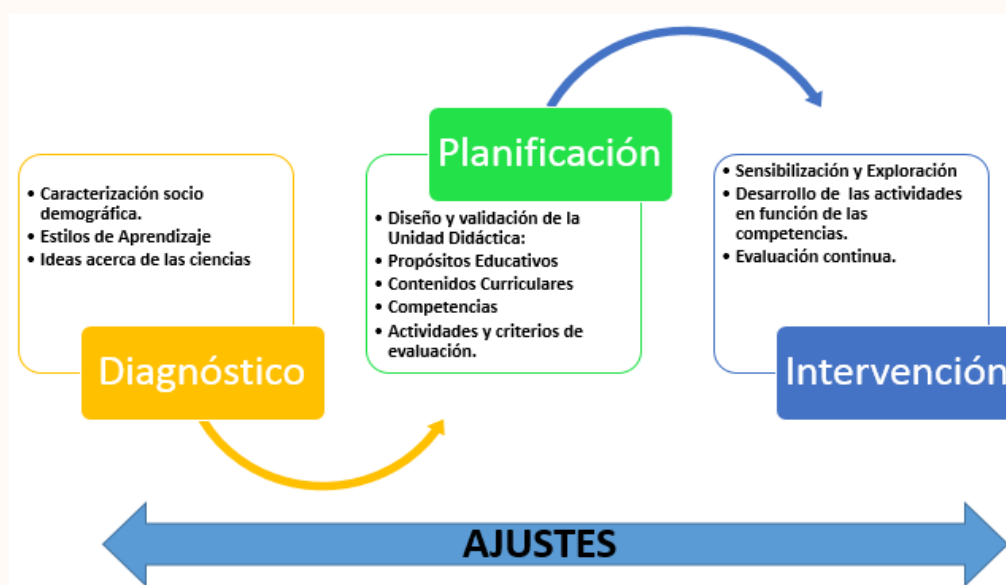 • Caracterización socio
demográfica.
• Estilos de Aprendizaje
• Ideas acerca de las ciencias
Diagnóstico
Planificación
• Diseño y validación de la
Unidad Didáctica:
• Propósitos Educativos
• Contenidos Curriculares
• Competencias
• Actividades y criterios de
evaluación.
• Sensibilización y Exploración
• Desarrollo de las actividades
en función de las
competencias.
• Evaluación continua.
Intervención
AJUSTES